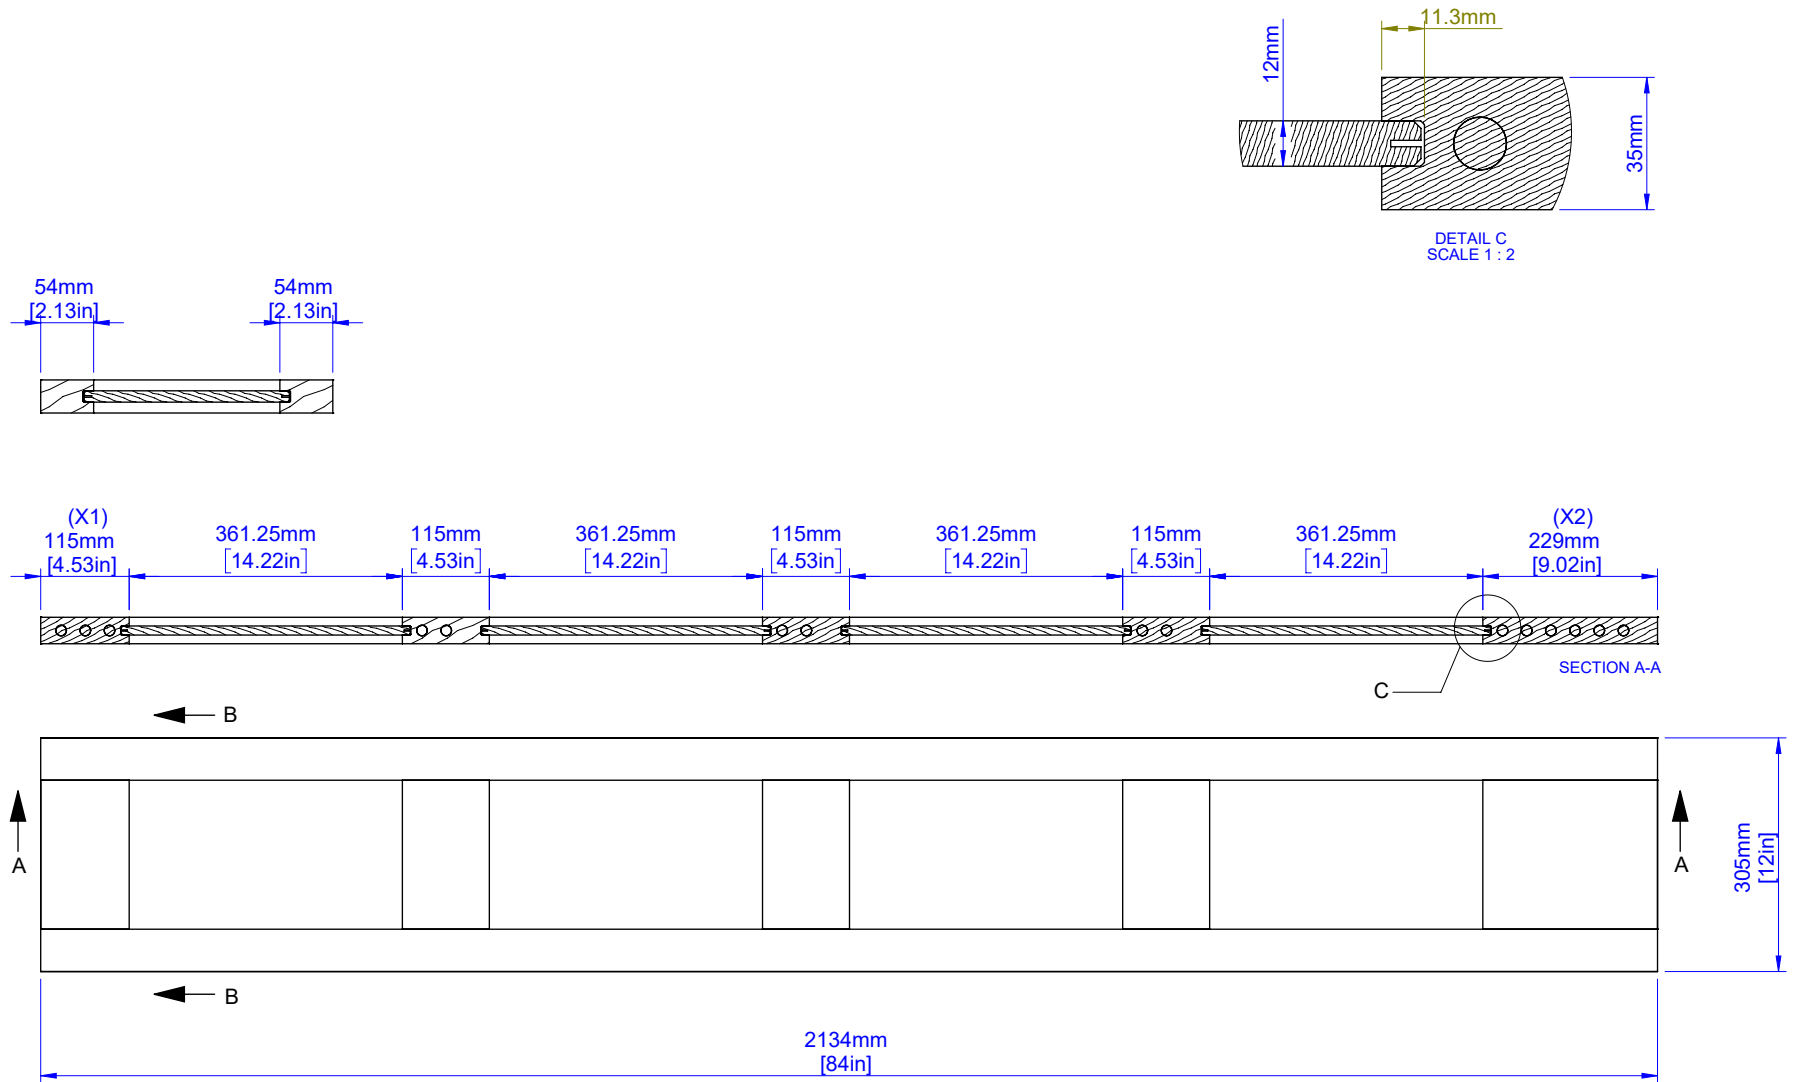 11.3mm
12mm
35mm
DETAIL C
SCALE 1 : 2
54mm
[2.13in]
54mm
[2.13in]
(X1)
115mm
[4.53in]
361.25mm
[14.22in]
115mm
[4.53in]
361.25mm
[14.22in]
115mm
[4.53in]
361.25mm
[14.22in]
115mm
[4.53in]
361.25mm
[14.22in]
(X2)
229mm
[9.02in]
SECTION A-A
C
B
A
A
305mm
[12in]
B
2134mm
[84in]